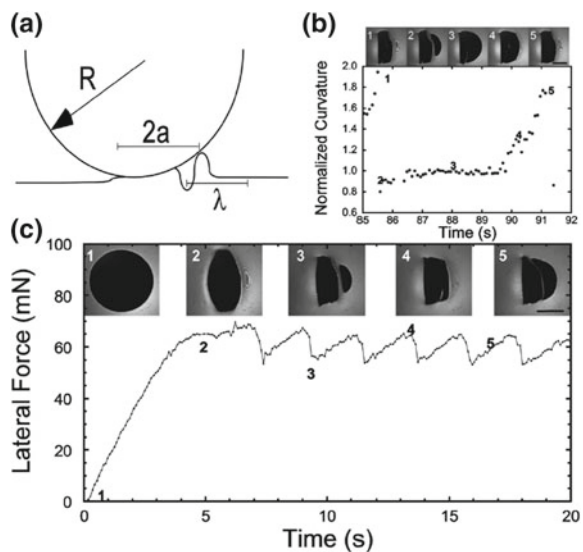 (a)
R
2a
λ
(b)
1 2 3 4 5
Normalized Curvature
2.0
1.8
1.6
1.4
1.2
1.0
0.8
0.6
1
2
3
4
5
85 86 87 88 89 90 91 92
Time (s)
(c)
Lateral Force (mN)
100
80
60
40
20
0
1 2 3 4 5
1
2
3
4
5
0 5 10 15 20
Time (s)